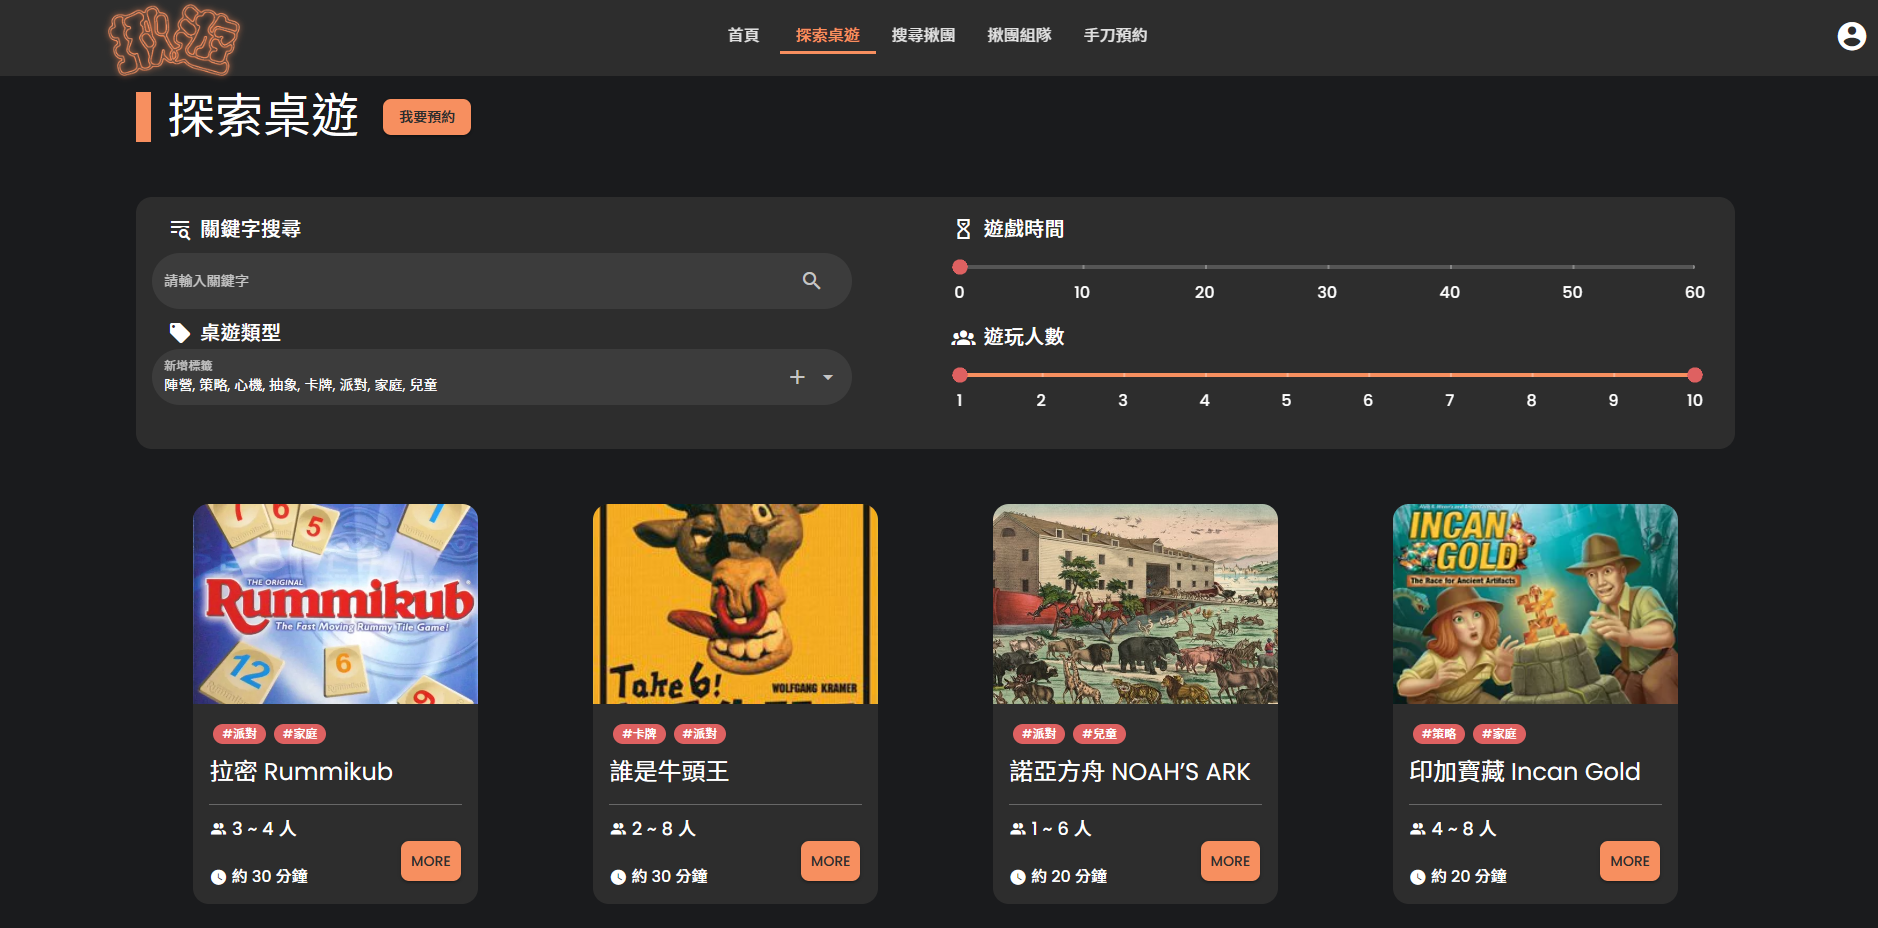 揪遊
首頁 探索桌遊 搜尋揪團 揪團組隊 手刀預約
探索桌遊 我要預約
關鍵字搜尋
請輸入關鍵字
桌遊類型
新增標籤
陣營, 策略, 心機, 抽象, 卡牌, 派對, 家庭, 兒童
遊戲時間
0 10 20 30 40 50 60
遊玩人數
1 2 3 4 5 6 7 8 9 10
7 6 5 1
THE ORIGINAL
Rummikub
The Fast Moving Rummy Tile Game!
12 6 9
#派對 #家庭
拉密 Rummikub
3 ~ 4 人
約 30 分鐘
MORE
Take 6!
WOLFGANG KRAMER
#卡牌 #派對
誰是牛頭王
2 ~ 8 人
約 30 分鐘
MORE
#派對 #兒童
諾亞方舟 NOAH’S ARK
1 ~ 6 人
約 20 分鐘
MORE
INCAN
GOLD
The Race for Ancient Artifacts
#策略 #家庭
印加寶藏 Incan Gold
4 ~ 8 人
約 20 分鐘
MORE